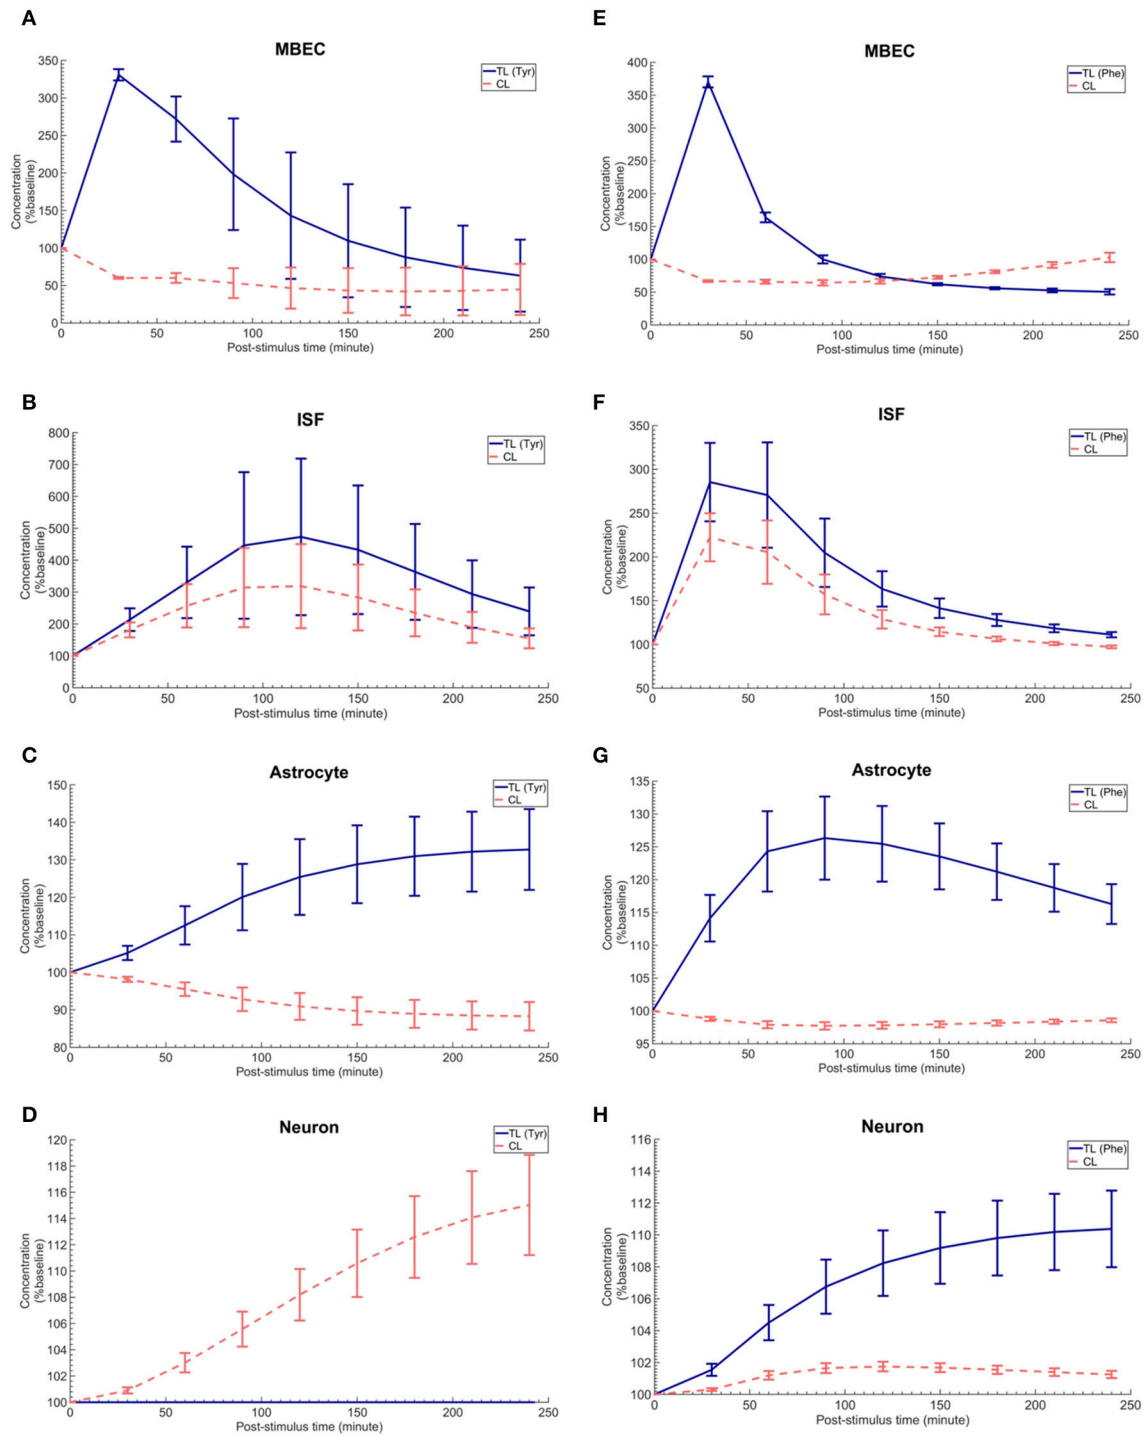 A
MBEC
TL (Tyr)
CL
350
300
250
200
150
100
50
0
Concentration
(%baseline)
0 50 100 150 200 250
Post-stimulus time (minute)
E
MBEC
TL (Phe)
CL
400
350
300
250
200
150
100
50
0
Concentration
(%baseline)
0 50 100 150 200 250
Post-stimulus time (minute)
B
ISF
TL (Tyr)
CL
800
700
600
500
400
300
200
100
0
Concentration
(%baseline)
0 50 100 150 200 250
Post-stimulus time (minute)
F
ISF
TL (Phe)
CL
350
300
250
200
150
100
50
Concentration
(%baseline)
0 50 100 150 200 250
Post-stimulus time (minute)
C
Astrocyte
TL (Tyr)
CL
150
140
130
120
110
100
90
80
Concentration
(%baseline)
0 50 100 150 200 250
Post-stimulus time (minute)
G
Astrocyte
TL (Phe)
CL
135
130
125
120
115
110
105
100
95
Concentration
(%baseline)
0 50 100 150 200 250
Post-stimulus time (minute)
D
Neuron
TL (Tyr)
CL
120
118
116
114
112
110
108
106
104
102
100
Concentration
(%baseline)
0 50 100 150 200 250
Post-stimulus time (minute)
H
Neuron
TL (Phe)
CL
116
114
112
110
108
106
104
102
100
Concentration
(%baseline)
0 50 100 150 200 250
Post-stimulus time (minute)